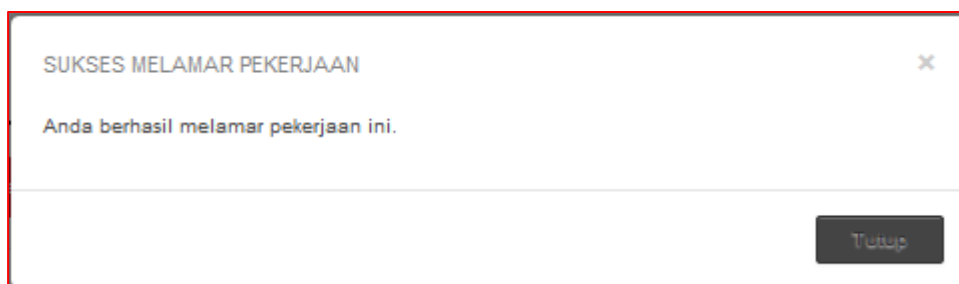 SUKSES MELAMAR PEKERJAAN
×
Anda berhasil melamar pekerjaan ini.
Tutup